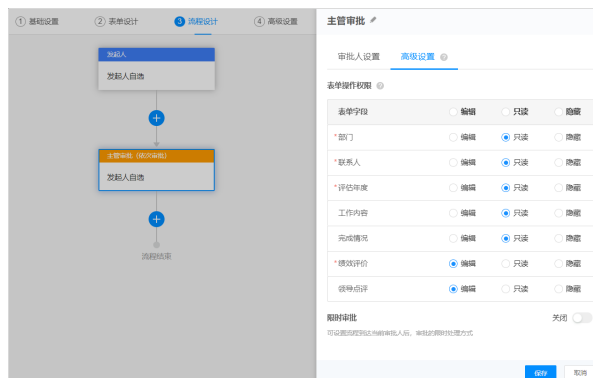 1 基础设置 2 表单设计 3 流程设计 4 高级设置
发起人
发起人自选
主管审批 (依次审批)
发起人自选
流程结束
主管审批
审批人设置 高级设置
表单操作权限
表单字段 编辑 只读 隐藏
*部门 编辑 只读 隐藏
*联系人 编辑 只读 隐藏
*评估年度 编辑 只读 隐藏
工作内容 编辑 只读 隐藏
完成情况 编辑 只读 隐藏
*绩效评价 编辑 只读 隐藏
领导点评 编辑 只读 隐藏
限时审批 关闭
可设置流程到达当前审批人后，审批的限时处理方式
保存 取消